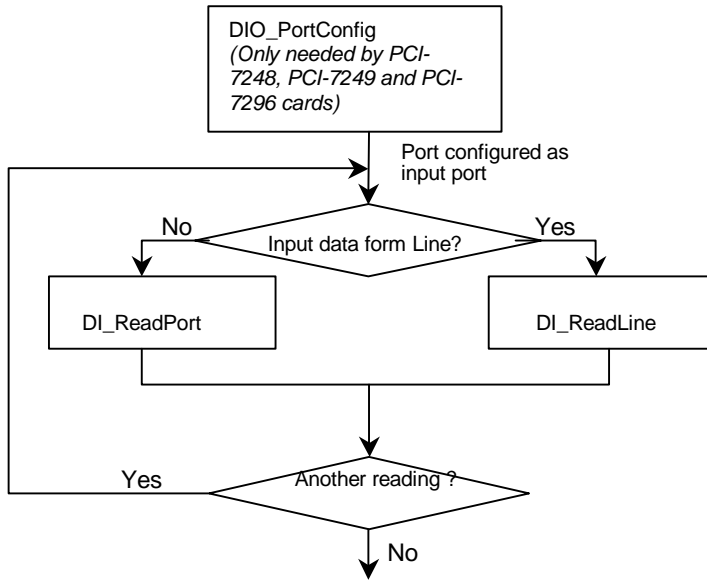 DIO_PortConfig
(Only needed by PCI-
7248, PCI-7249 and PCI-
7296 cards)
Port configured as
input port
No
Yes
Input data form Line?
DI_ReadPort
DI_ReadLine
Yes
Another reading ?
No